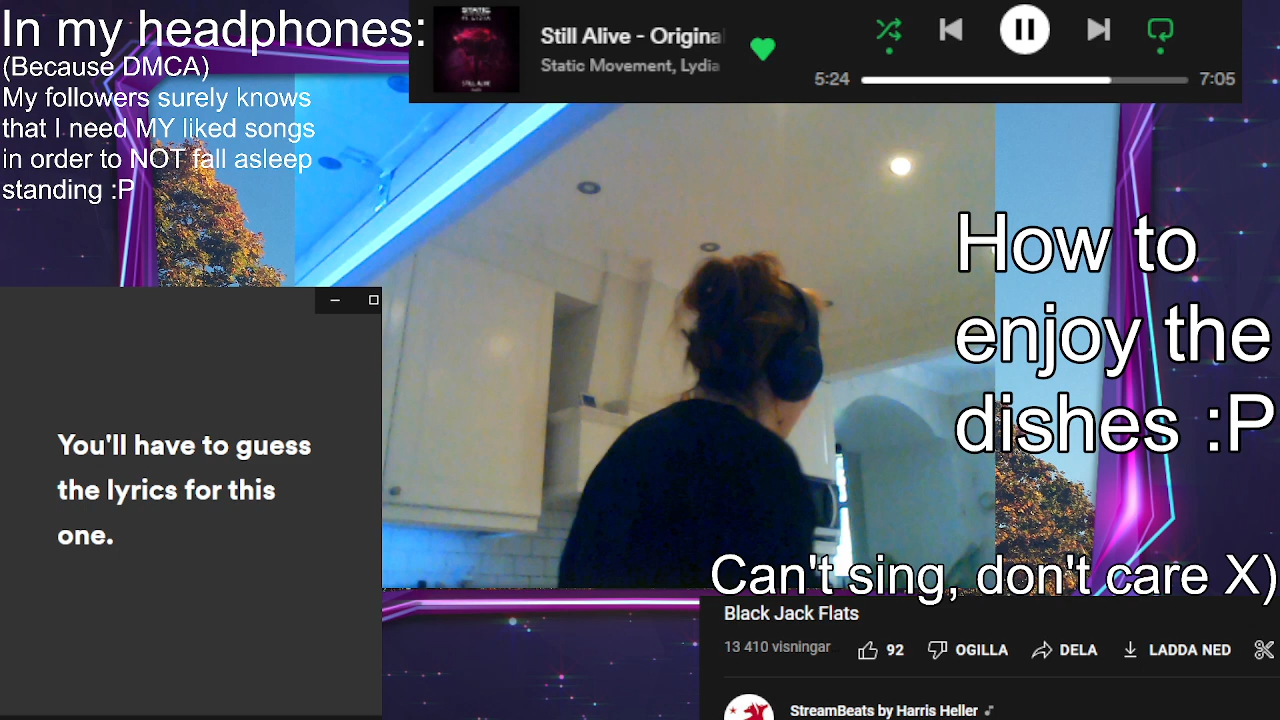 In my headphones:
(Because DMCA)
My followers surely knows
that I need MY liked songs
in order to NOT fall asleep
standing :P
Still Alive - Origina
Static Movement, Lydia
5:24
7:05
STILL ALIVE
How to
enjoy the
dishes :P
You'll have to guess
the lyrics for this
one.
Can't sing, don't care X)
Black Jack Flats
13 410 visningar
92
OGILLA
DELA
LADDA NED
StreamBeats by Harris Heller